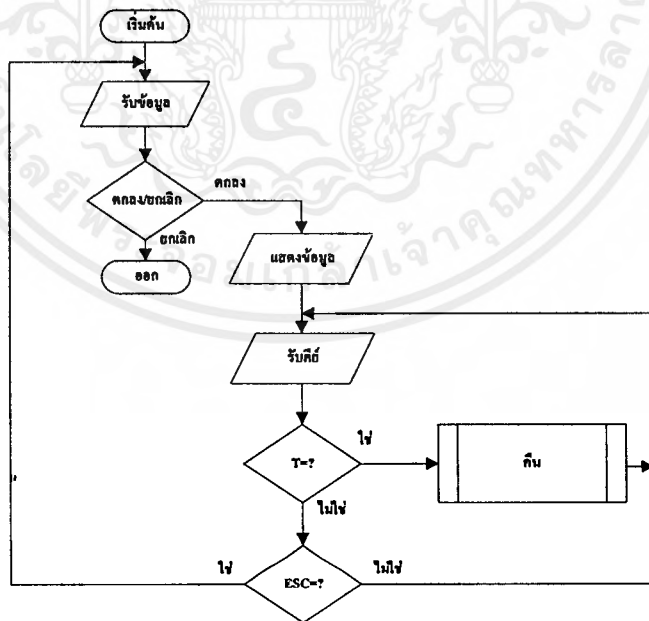 เริ่มต้น
รับข้อมูล
ตกลง/ยกเลิก
ตกลง
ยกเลิก
ออก
แสดงข้อมูล
รับคีย์
T=?
ใช่
คืน
ไม่ใช่
ใช่
ESC=?
ไม่ใช่